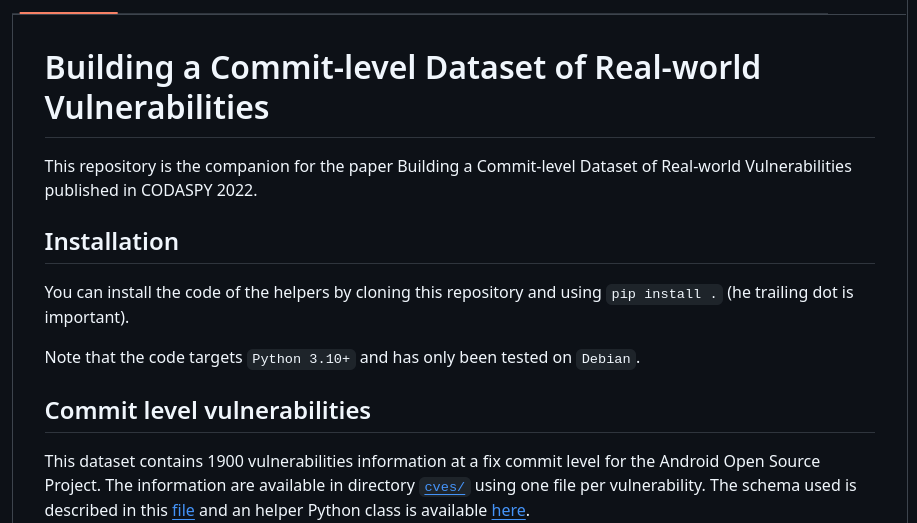 Building a Commit-level Dataset of Real-world
Vulnerabilities
This repository is the companion for the paper Building a Commit-level Dataset of Real-world Vulnerabilities
published in CODASPY 2022.
Installation
You can install the code of the helpers by cloning this repository and using pip install . (he trailing dot is
important).
Note that the code targets Python 3.10+ and has only been tested on Debian.
Commit level vulnerabilities
This dataset contains 1900 vulnerabilities information at a fix commit level for the Android Open Source
Project. The information are available in directory cves/ using one file per vulnerability. The schema used is
described in this file and an helper Python class is available here.